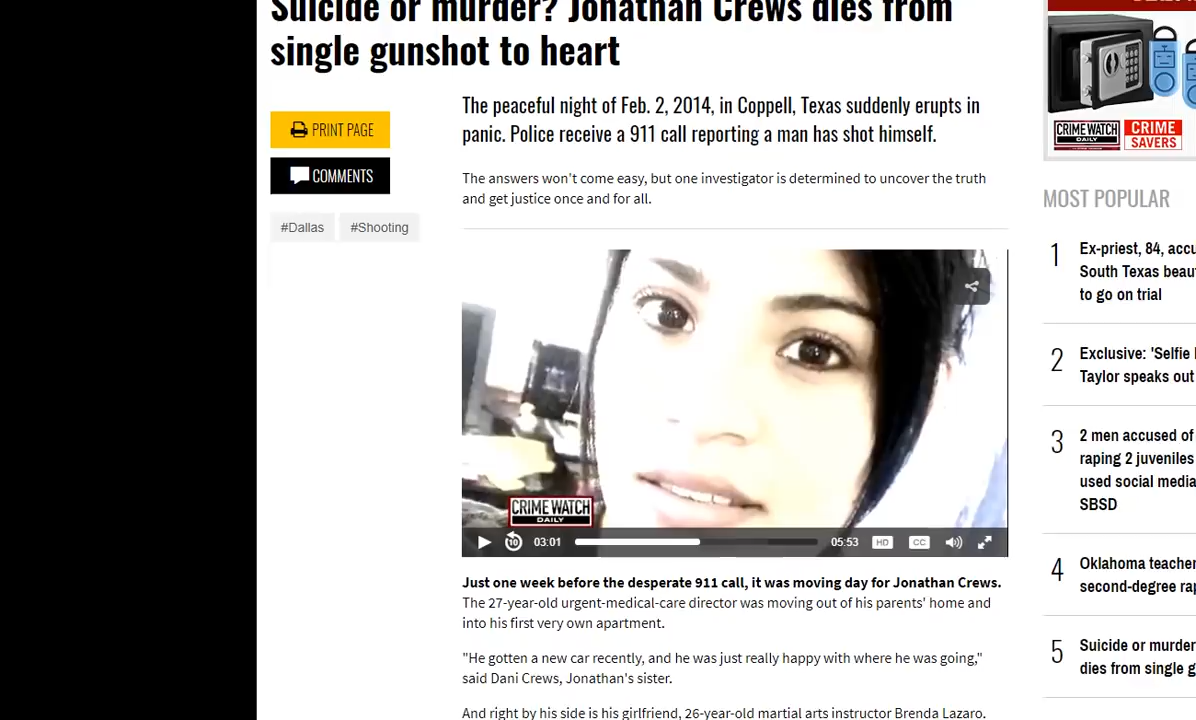 Suicide or murder? Jonathan Crews dies from
single gunshot to heart
PRINT PAGE
COMMENTS
#Dallas
#Shooting
The peaceful night of Feb. 2, 2014, in Coppell, Texas suddenly erupts in
panic. Police receive a 911 call reporting a man has shot himself.
The answers won't come easy, but one investigator is determined to uncover the truth
and get justice once and for all.
CRIME WATCH
DAILY
10
03:01
05:53
HD
CC
Just one week before the desperate 911 call, it was moving day for Jonathan Crews.
The 27-year-old urgent-medical-care director was moving out of his parents' home and
into his first very own apartment.
"He gotten a new car recently, and he was just really happy with where he was going,"
said Dani Crews, Jonathan's sister.
And right by his side is his girlfriend, 26-year-old martial arts instructor Brenda Lazaro.
CRIME WATCH
DAILY
CRIME
SAVERS
MOST POPULAR
1
Ex-priest, 84, accu
South Texas beau
to go on trial
2
Exclusive: 'Selfie
Taylor speaks out
3
2 men accused of
raping 2 juveniles
used social media
SBSD
4
Oklahoma teacher
second-degree rap
5
Suicide or murder
dies from single g